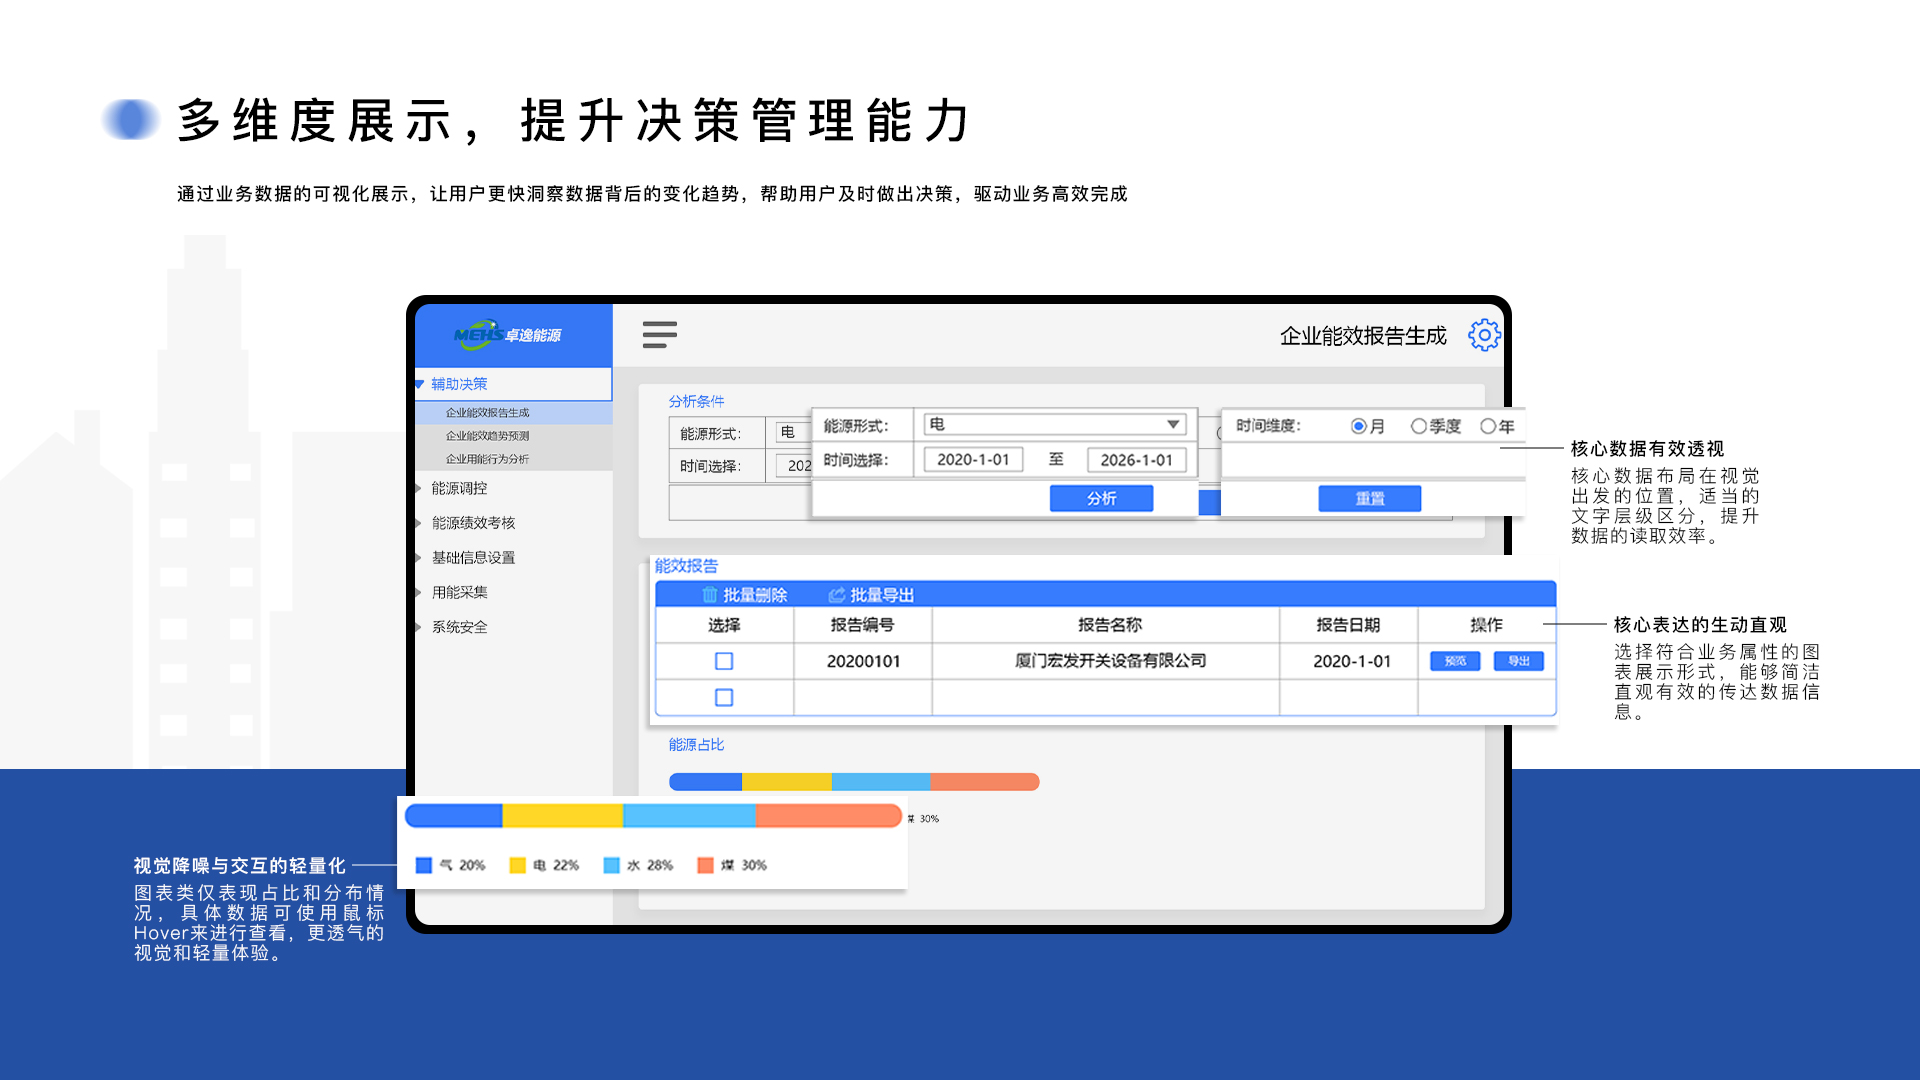 多维度展示，提升决策管理能力
通过业务数据的可视化展示，让用户更快洞察数据背后的变化趋势，帮助用户及时做出决策，驱动业务高效完成
MEHS 卓逸能源
企业能效报告生成
辅助决策
企业能效报告生成
企业能效趋势预测
企业用能行为分析
能源调控
能源绩效考核
基础信息设置
用能采集
系统安全
分析条件
能源形式： 电
时间选择： 202
能源形式： 电
时间选择： 2020-1-01 至 2026-1-01
分析
时间维度： 月 季度 年
重置
核心数据有效透视
核心数据布局在视觉
出发的位置，适当的
文字层级区分，提升
数据的读取效率。
能效报告
批量删除 批量导出
选择 报告编号 报告名称 报告日期 操作
20200101 厦门宏发开关设备有限公司 2020-1-01 预览 导出
核心表达的生动直观
选择符合业务属性的图
表展示形式，能够简洁
直观有效的传达数据信
息。
能源占比
煤 30%
气 20% 电 22% 水 28% 煤 30%
视觉降噪与交互的轻量化
图表类仅表现占比和分布情
况，具体数据可使用鼠标
Hover来进行查看，更透气的
视觉和轻量体验。